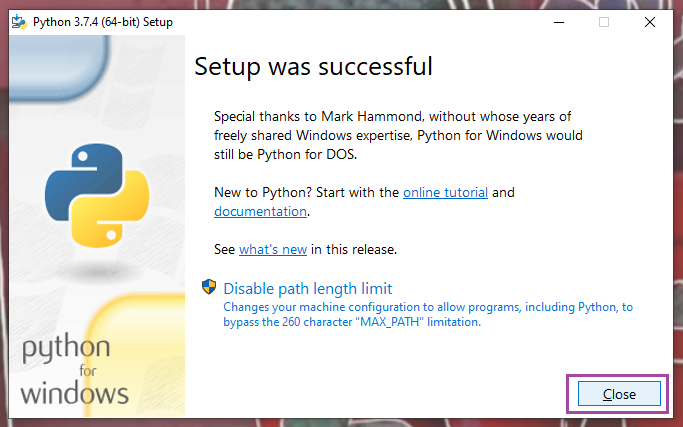 Python 3.7.4 (64-bit) Setup
Setup was successful
Special thanks to Mark Hammond, without whose years of
freely shared Windows expertise, Python for Windows would
still be Python for DOS.
New to Python? Start with the online tutorial and
documentation.
See what's new in this release.
Disable path length limit
Changes your machine configuration to allow programs, including Python, to
bypass the 260 character "MAX_PATH" limitation.
python
for
windows
Close